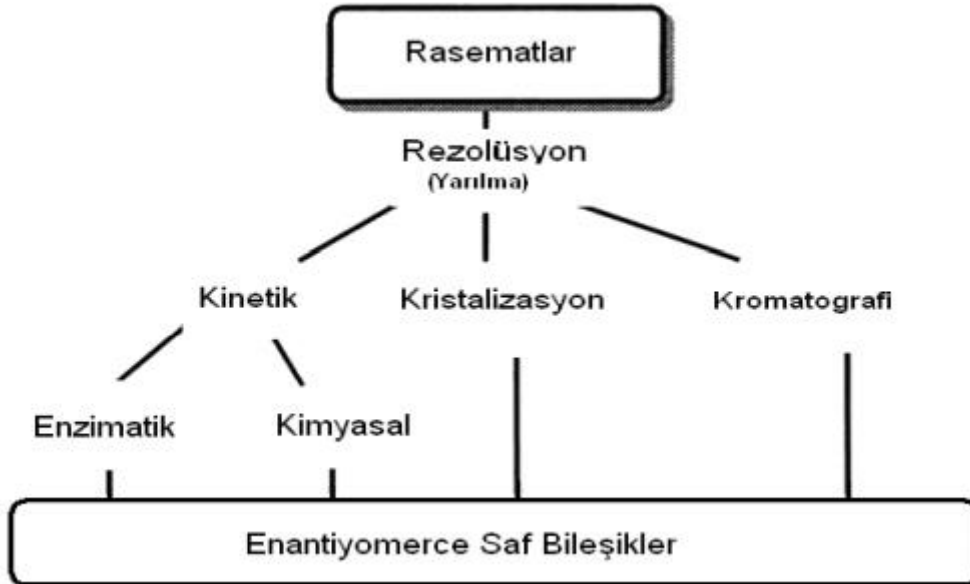 Rasematlar
Rezolüsyon
(Yarılma)
Kinetik
Kristalizasyon
Kromatografi
Enzimatik
Kimyasal
Enantiyomerce Saf Bileşikler